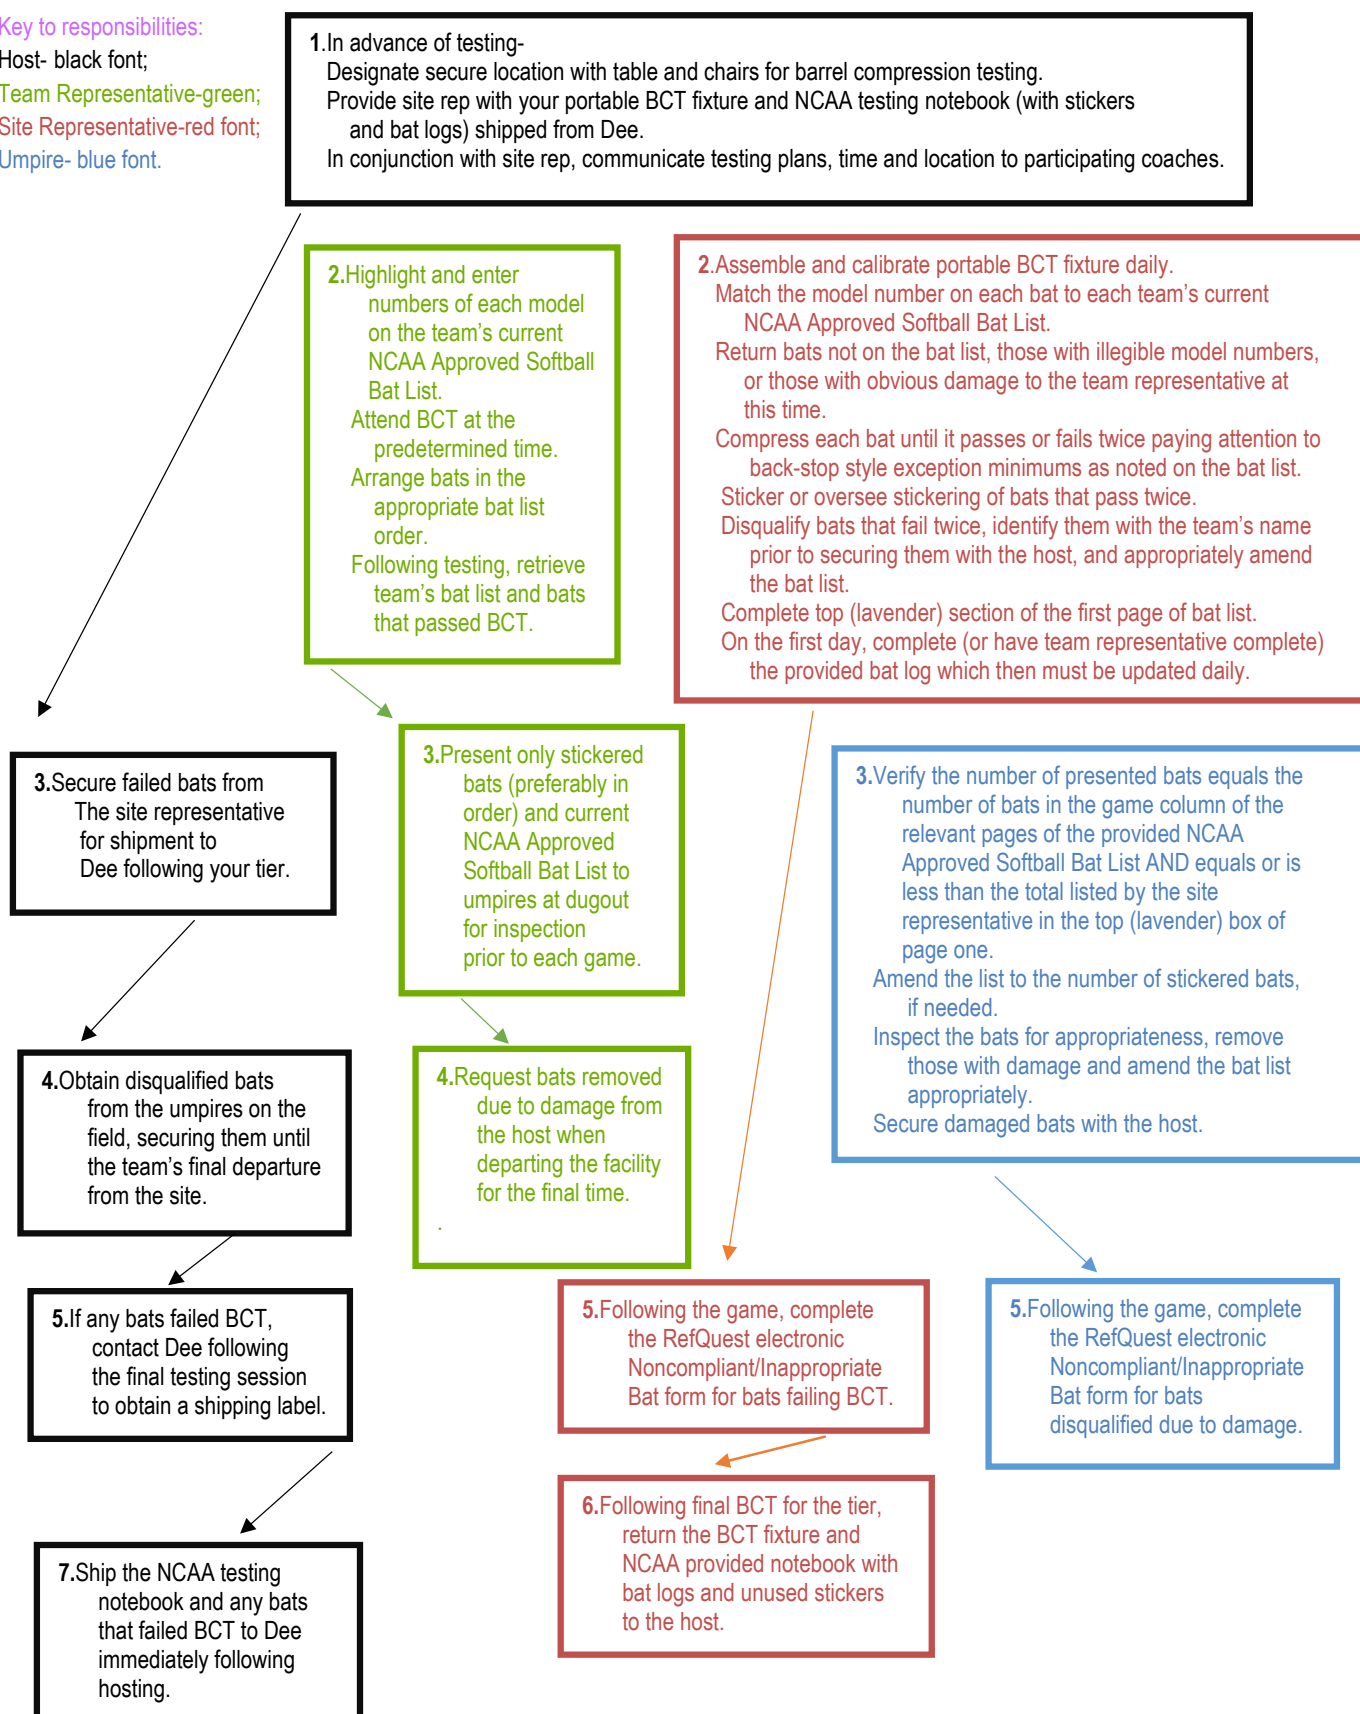 Key to responsibilities:
Host- black font;
Team Representative-green;
Site Representative-red font;
Umpire- blue font.
1.In advance of testing-
Designate secure location with table and chairs for barrel compression testing.
Provide site rep with your portable BCT fixture and NCAA testing notebook (with stickers
and bat logs) shipped from Dee.
In conjunction with site rep, communicate testing plans, time and location to participating coaches.
2.Highlight and enter
numbers of each model
on the team's current
NCAA Approved Softball
Bat List.
Attend BCT at the
predetermined time.
Arrange bats in the
appropriate bat list
order.
Following testing, retrieve
team's bat list and bats
that passed BCT.
2.Assemble and calibrate portable BCT fixture daily.
Match the model number on each bat to each team's current
NCAA Approved Softball Bat List.
Return bats not on the bat list, those with illegible model numbers,
or those with obvious damage to the team representative at
this time.
Compress each bat until it passes or fails twice paying attention to
back-stop style exception minimums as noted on the bat list.
Sticker or oversee stickering of bats that pass twice.
Disqualify bats that fail twice, identify them with the team's name
prior to securing them with the host, and appropriately amend
the bat list.
Complete top (lavender) section of the first page of bat list.
On the first day, complete (or have team representative complete)
the provided bat log which then must be updated daily.
3.Secure failed bats from
The site representative
for shipment to
Dee following your tier.
3.Present only stickered
bats (preferably in
order) and current
NCAA Approved
Softball Bat List to
umpires at dugout
for inspection
prior to each game.
3.Verify the number of presented bats equals the
number of bats in the game column of the
relevant pages of the provided NCAA
Approved Softball Bat List AND equals or is
less than the total listed by the site
representative in the top (lavender) box of
page one.
Amend the list to the number of stickered bats,
if needed.
Inspect the bats for appropriateness, remove
those with damage and amend the bat list
appropriately.
Secure damaged bats with the host.
4.Obtain disqualified bats
from the umpires on the
field, securing them until
the team's final departure
from the site.
4.Request bats removed
due to damage from
the host when
departing the facility
for the final time.
.
5.If any bats failed BCT,
contact Dee following
the final testing session
to obtain a shipping label.
5.Following the game, complete
the RefQuest electronic
Noncompliant/Inappropriate
Bat form for bats failing BCT.
5.Following the game, complete
the RefQuest electronic
Noncompliant/Inappropriate
Bat form for bats
disqualified due to damage.
6.Following final BCT for the tier,
return the BCT fixture and
NCAA provided notebook with
bat logs and unused stickers
to the host.
7.Ship the NCAA testing
notebook and any bats
that failed BCT to Dee
immediately following
hosting.